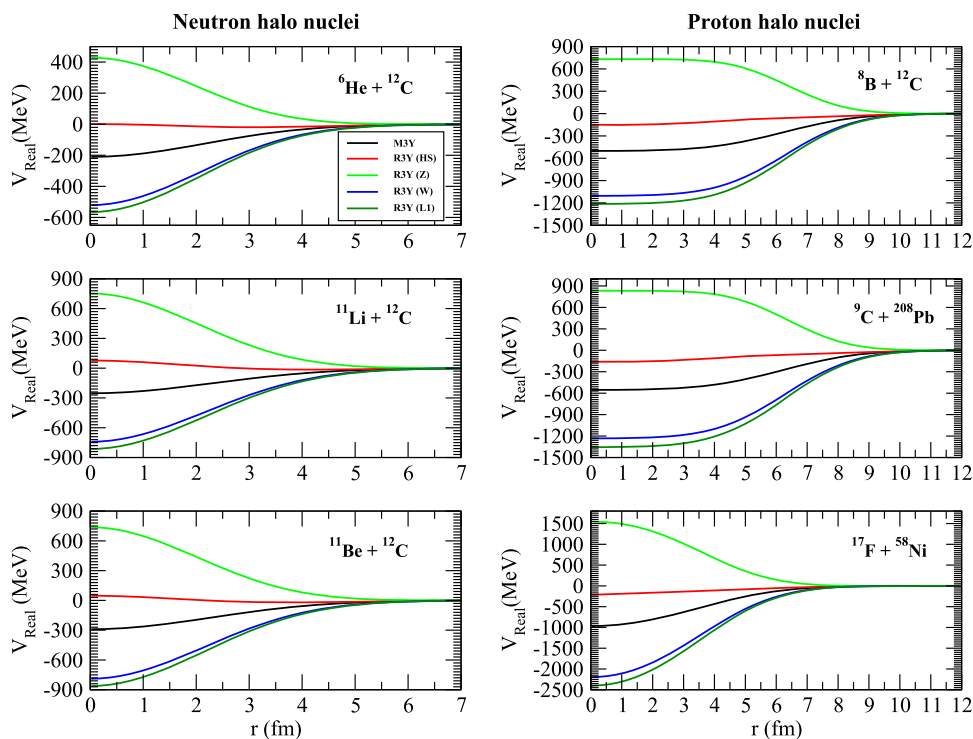 Neutron halo nuclei
Proton halo nuclei
400
200
0
-200
-400
-600
V_Real(MeV)
⁶He + ¹²C
M3Y
R3Y (HS)
R3Y (Z)
R3Y (W)
R3Y (L1)
0 1 2 3 4 5 6 7
900
600
300
0
-300
-600
-900
-1200
-1500
V_Real(MeV)
⁸B + ¹²C
0 1 2 3 4 5 6 7 8 9 10 11 12
900
600
300
0
-300
-600
-900
V_Real(MeV)
¹¹Li + ¹²C
0 1 2 3 4 5 6 7
900
600
300
0
-300
-600
-900
-1200
-1500
V_Real(MeV)
⁹C + ²⁰⁸Pb
0 1 2 3 4 5 6 7 8 9 10 11 12
900
600
300
0
-300
-600
-900
V_Real(MeV)
¹¹Be + ¹²C
0 1 2 3 4 5 6 7
r (fm)
1500
1000
500
0
-500
-1000
-1500
-2000
-2500
V_Real(MeV)
¹⁷F + ⁵⁸Ni
0 1 2 3 4 5 6 7 8 9 10 11 12
r (fm)